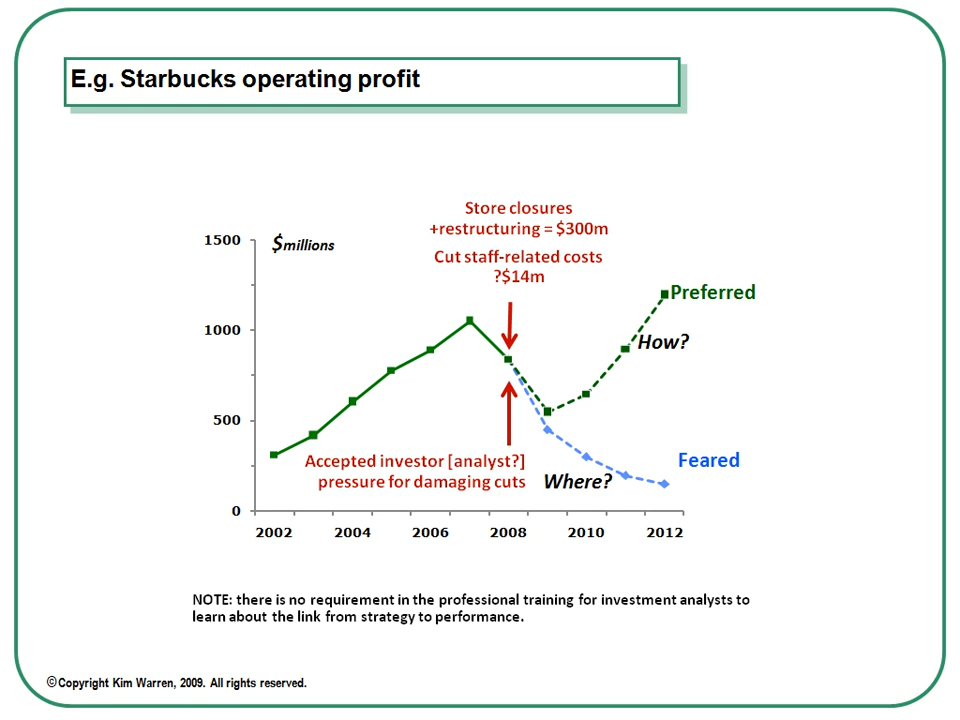 E.g. Starbucks operating profit
Store closures
+restructuring = $300m
Cut staff-related costs
?$14m
$millions
1500
1000
500
0
Preferred
How?
Feared
Where?
Accepted investor [analyst?]
pressure for damaging cuts
2002 2004 2006 2008 2010 2012
NOTE: there is no requirement in the professional training for investment analysts to
learn about the link from strategy to performance.
©Copyright Kim Warren, 2009. All rights reserved.